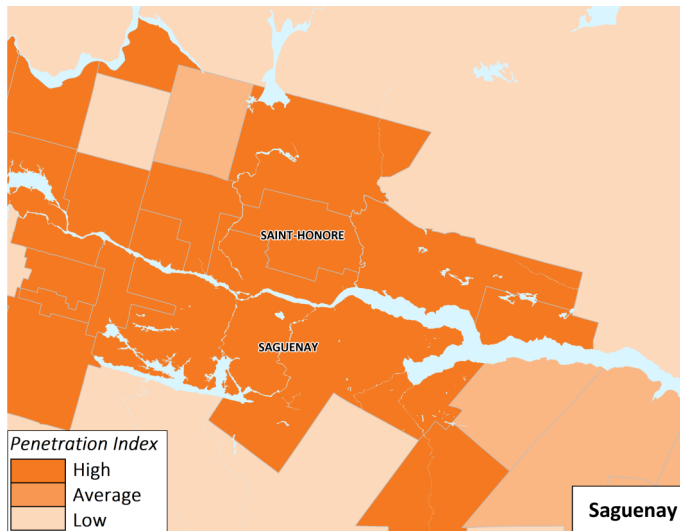 SAINT-HONORE
SAGUENAY
Penetration Index
High
Average
Low
Saguenay